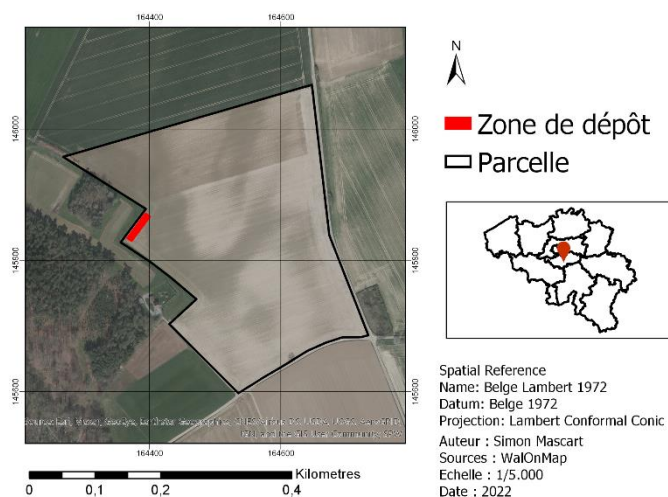 164400 164600
N
146000 146000
Zone de dépôt
Parcelle
145800 145800
145600 145600
164400 164600
Kilometres
0 0,1 0,2 0,4
Spatial Reference
Name: Belge Lambert 1972
Datum: Belge 1972
Projection: Lambert Conformal Conic
Auteur : Simon Mascart
Sources : WalOnMap
Echelle : 1/5.000
Date : 2022